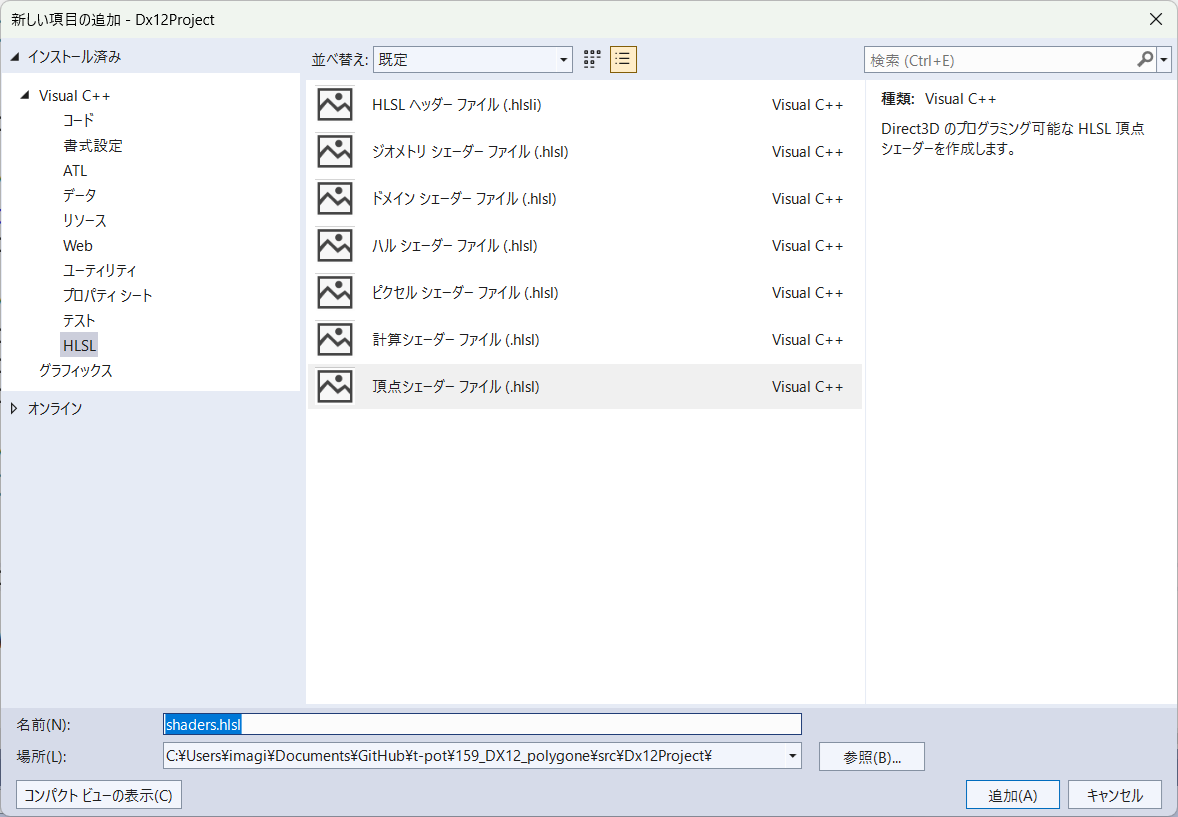 新しい項目の追加 - Dx12Project
インストール済み
並べ替え: 既定
検索 (Ctrl+E)
Visual C++
コード
書式設定
ATL
データ
リソース
Web
ユーティリティ
プロパティ シート
テスト
HLSL
グラフィックス
オンライン
HLSL ヘッダー ファイル (.hlsli) Visual C++
ジオメトリ シェーダー ファイル (.hlsl) Visual C++
ドメイン シェーダー ファイル (.hlsl) Visual C++
ハル シェーダー ファイル (.hlsl) Visual C++
ピクセル シェーダー ファイル (.hlsl) Visual C++
計算シェーダー ファイル (.hlsl) Visual C++
頂点シェーダー ファイル (.hlsl) Visual C++
種類: Visual C++
Direct3D のプログラミング可能な HLSL 頂点
シェーダーを作成します。
名前(N): shaders.hlsl
場所(L): C:¥Users¥imagi¥Documents¥GitHub¥t-pot¥159_DX12_polygone¥src¥Dx12Project¥
参照(B)...
コンパクト ビューの表示(C)
追加(A)
キャンセル